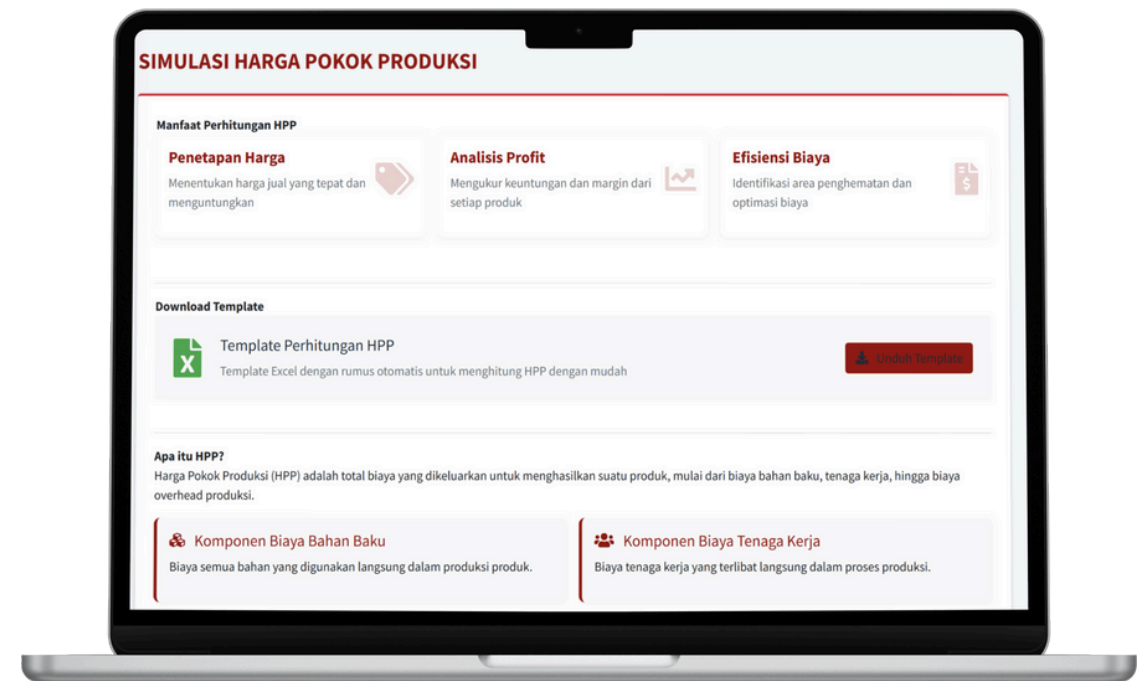 SIMULASI HARGA POKOK PRODUKSI
Manfaat Perhitungan HPP
Penetapan Harga
Menentukan harga jual yang tepat dan
menguntungkan
Analisis Profit
Mengukur keuntungan dan margin dari
setiap produk
Efisiensi Biaya
Identifikasi area penghematan dan
optimasi biaya
Download Template
Template Perhitungan HPP
Template Excel dengan rumus otomatis untuk menghitung HPP dengan mudah
Unduh Template
Apa itu HPP?
Harga Pokok Produksi (HPP) adalah total biaya yang dikeluarkan untuk menghasilkan suatu produk, mulai dari biaya bahan baku, tenaga kerja, hingga biaya
overhead produksi.
Komponen Biaya Bahan Baku
Biaya semua bahan yang digunakan langsung dalam produksi produk.
Komponen Biaya Tenaga Kerja
Biaya tenaga kerja yang terlibat langsung dalam proses produksi.